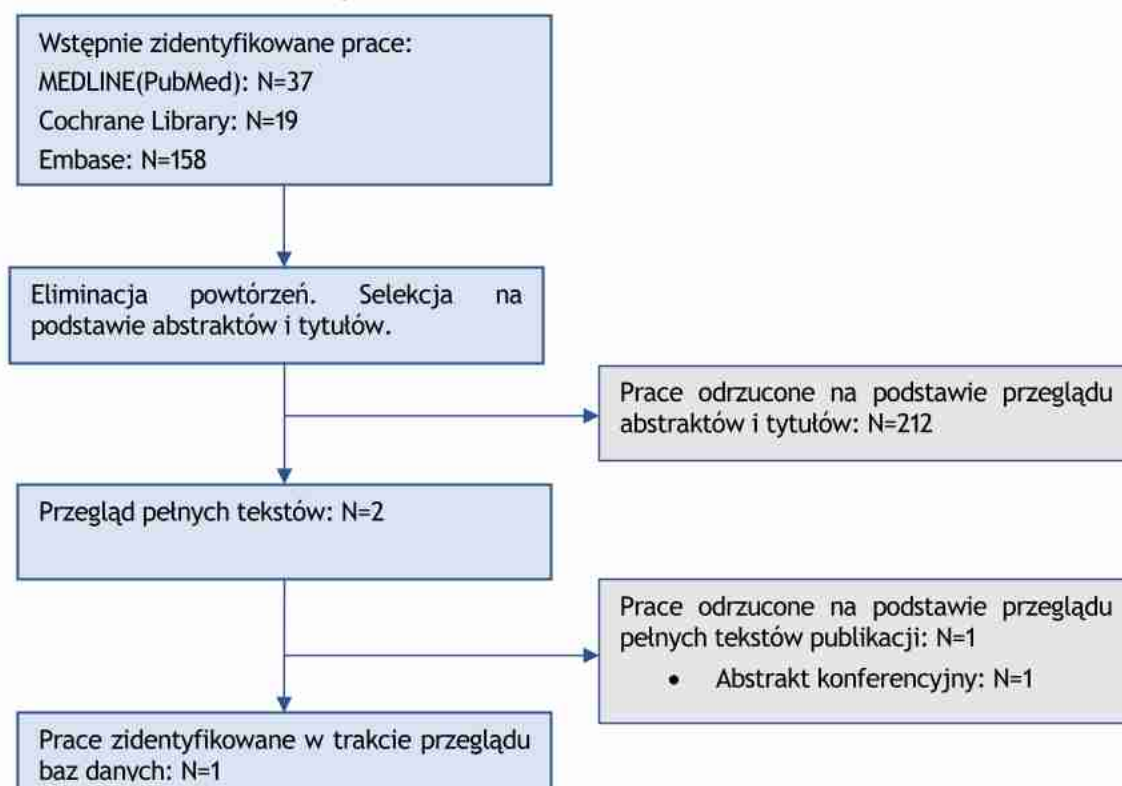 Wstępnie zidentyfikowane prace:
MEDLINE(PubMed): N=37
Cochrane Library: N=19
Embase: N=158
Eliminacja powtórzeń. Selekcja na
podstawie abstraktów i tytułów.
Prace odrzucone na podstawie przeglądu
abstraktów i tytułów: N=212
Przegląd pełnych tekstów: N=2
Prace odrzucone na podstawie przeglądu
pełnych tekstów publikacji: N=1
• Abstrakt konferencyjny: N=1
Prace zidentyfikowane w trakcie przeglądu
baz danych: N=1